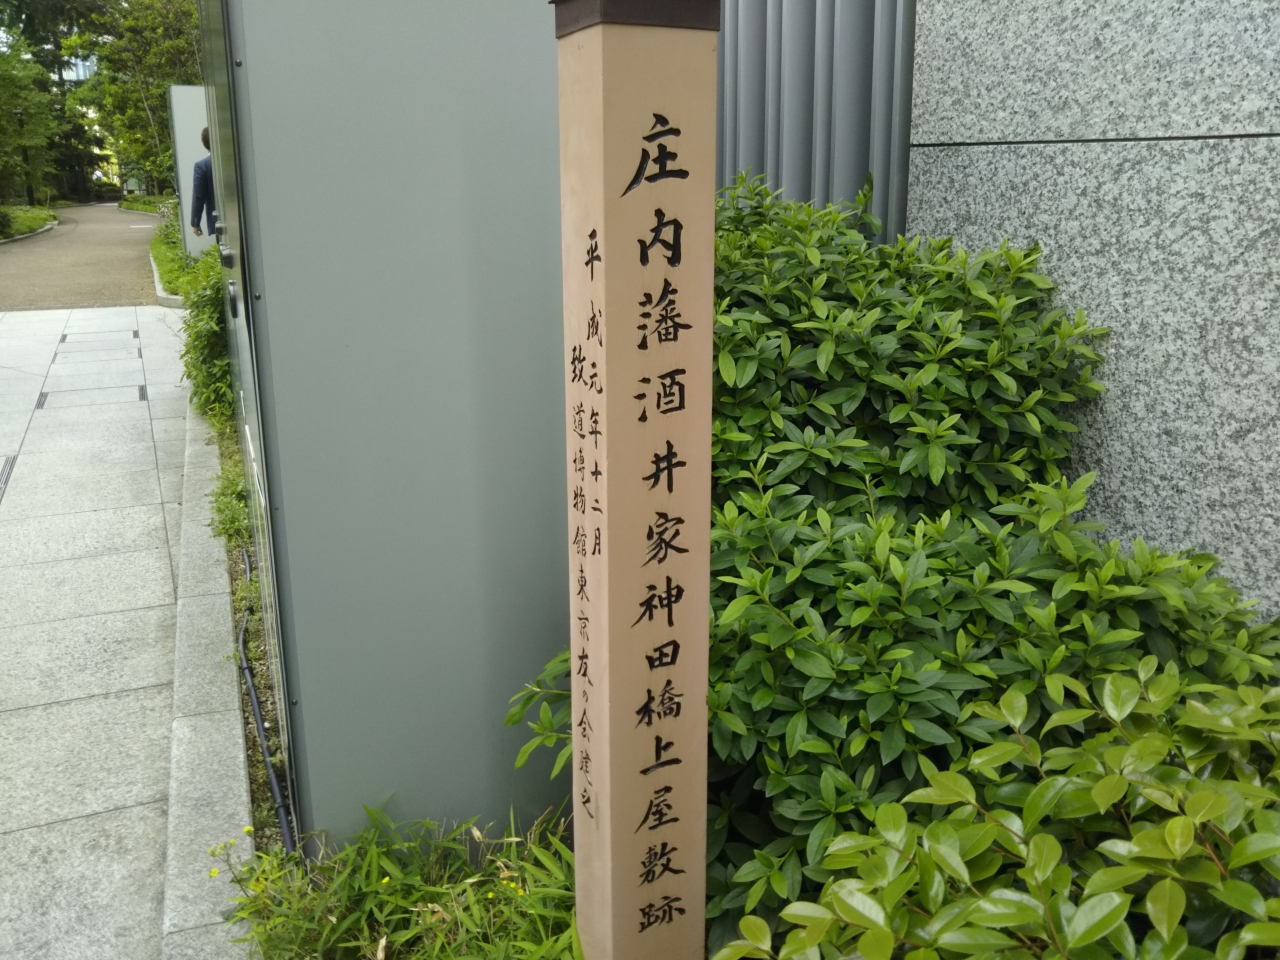 庄内藩酒井家神田橋上屋敷跡
平成元年十二月
致道博物館東京友の会建之